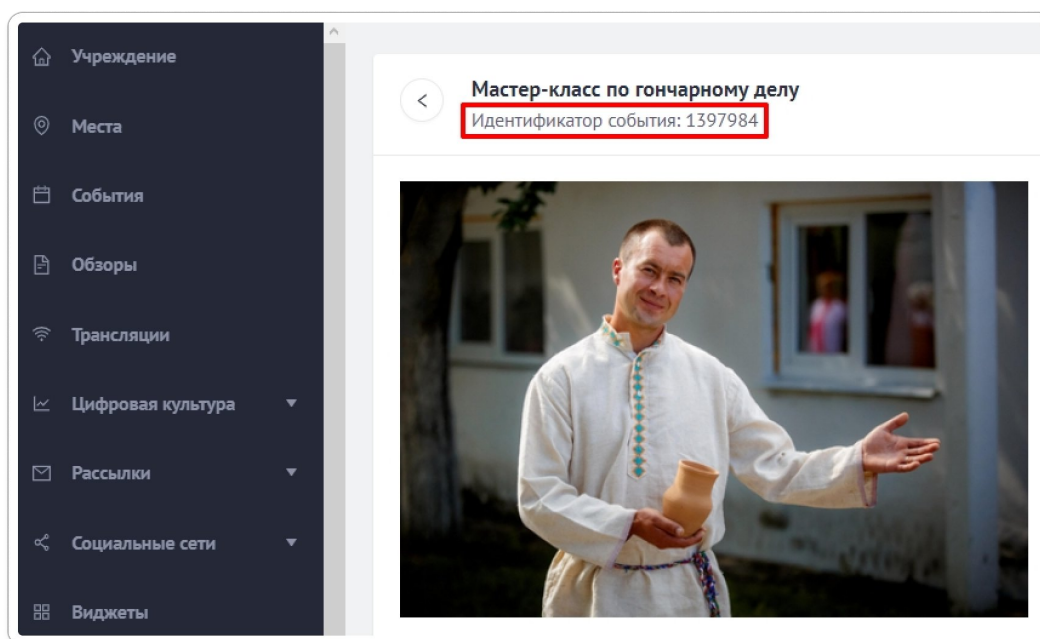 Учреждение
Места
События
Обзоры
Трансляции
Цифровая культура
Рассылки
Социальные сети
Виджеты
Мастер-класс по гончарному делу
Идентификатор события: 1397984